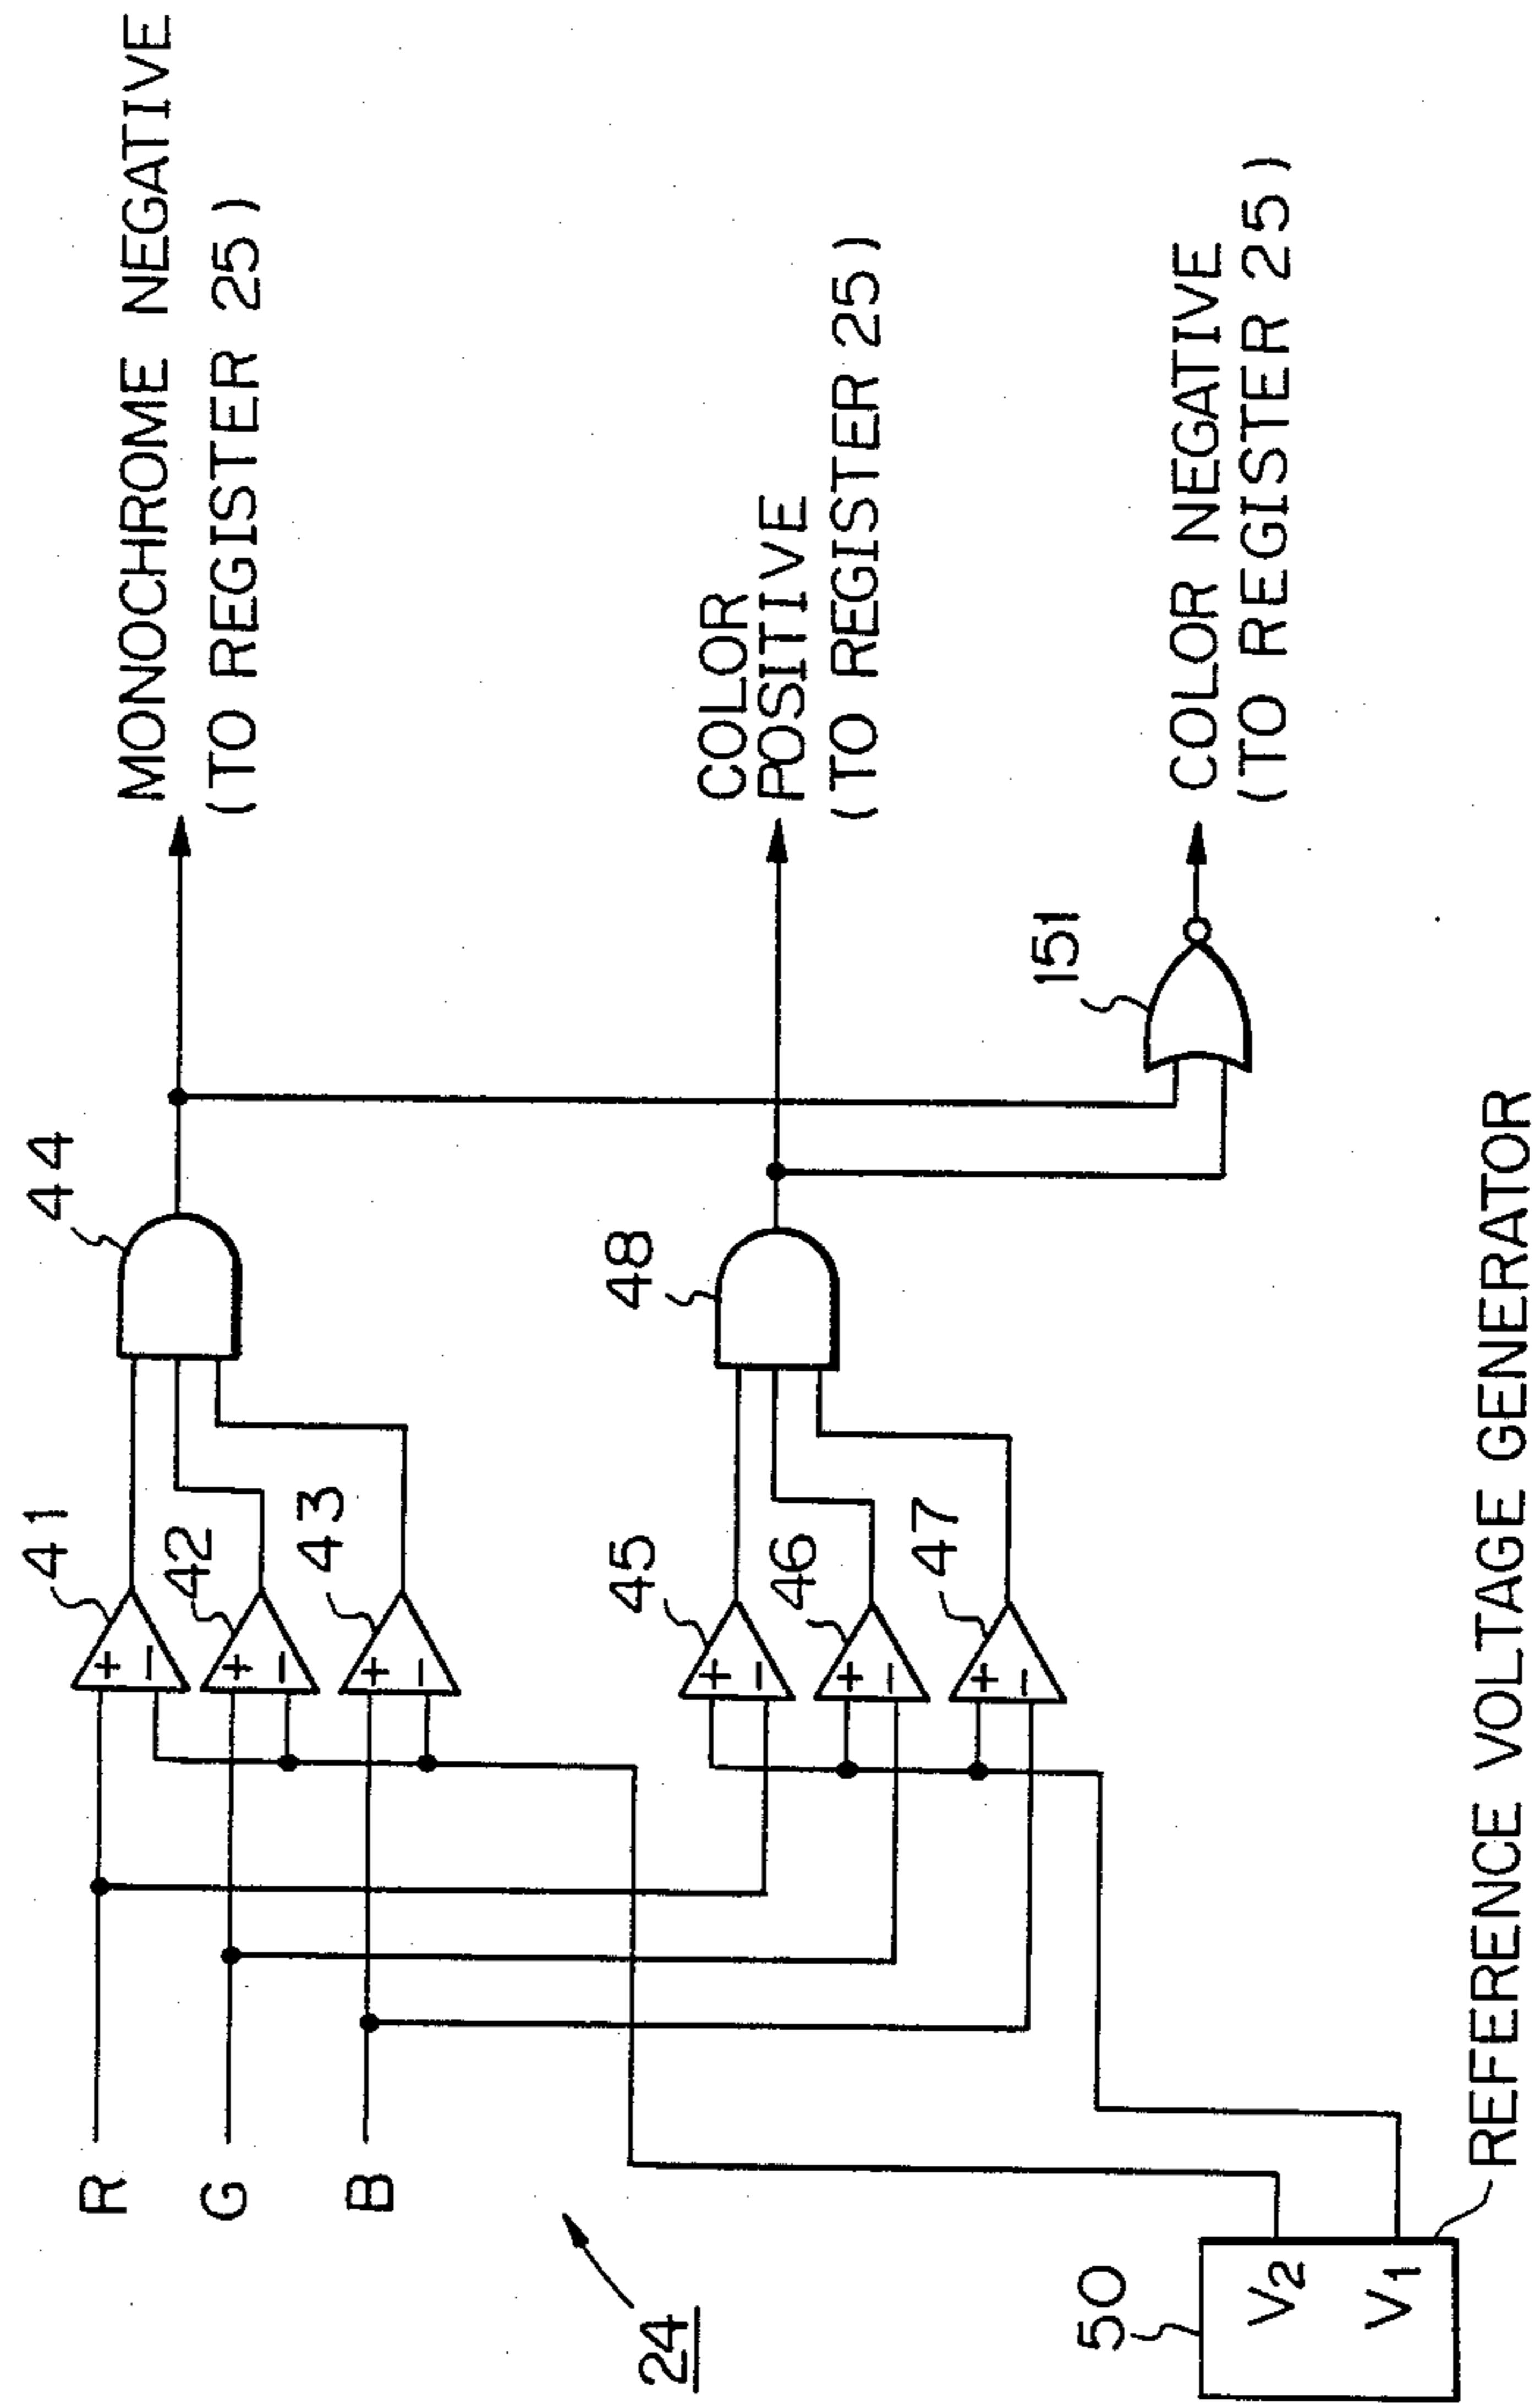 MONOCHROME NEGATIVE
(TO REGISTER 25)
COLOR
POSITIVE
(TO REGISTER 25)
COLOR NEGATIVE
(TO REGISTER 25)
R
G
B
41
+
−
42
+
−
43
+
−
44
45
+
−
46
+
−
47
+
−
48
151
24
50
V2
V1
REFERENCE VOLTAGE GENERATOR